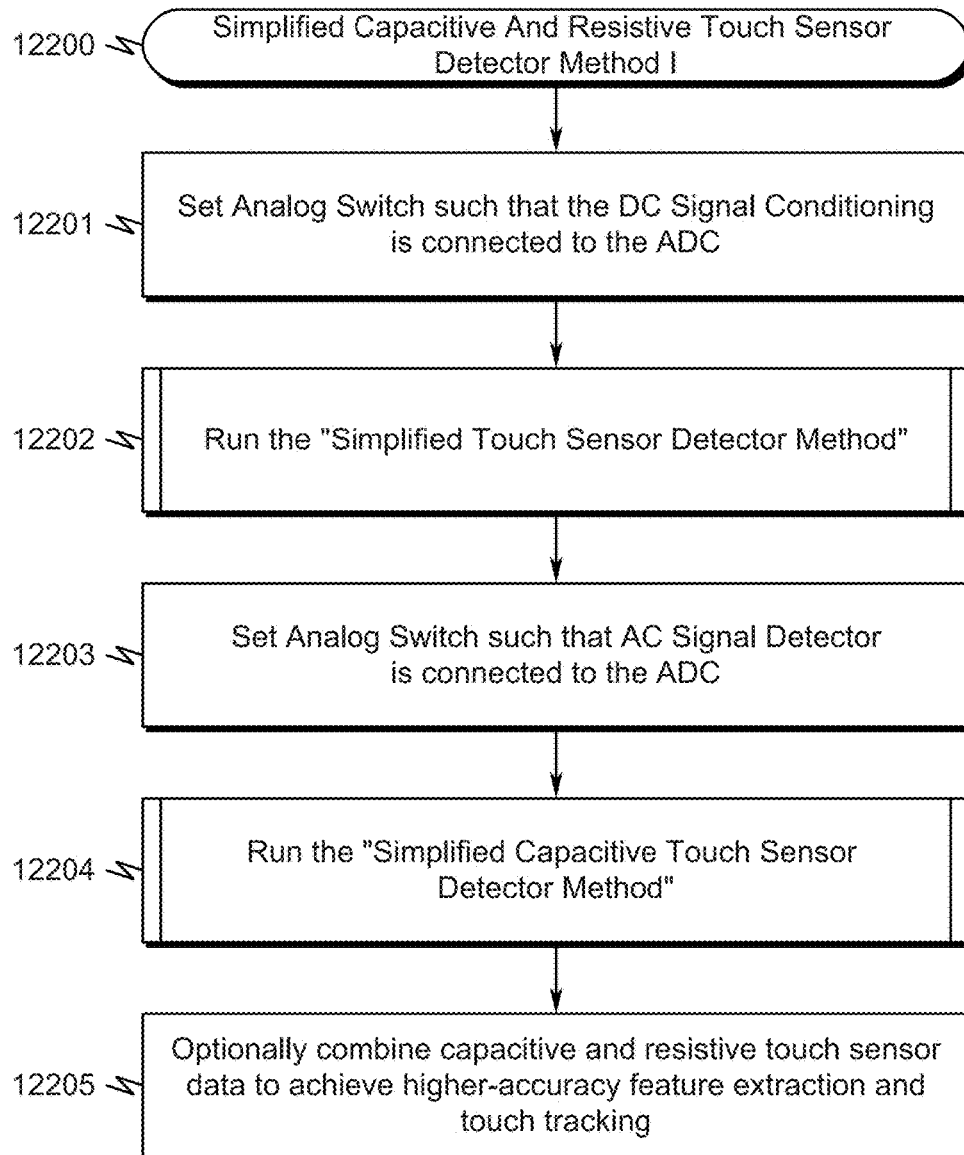 12200
Simplified Capacitive And Resistive Touch Sensor
Detector Method I
12201
Set Analog Switch such that the DC Signal Conditioning
is connected to the ADC
12202
Run the "Simplified Touch Sensor Detector Method"
12203
Set Analog Switch such that AC Signal Detector
is connected to the ADC
12204
Run the "Simplified Capacitive Touch Sensor
Detector Method"
12205
Optionally combine capacitive and resistive touch sensor
data to achieve higher-accuracy feature extraction and
touch tracking